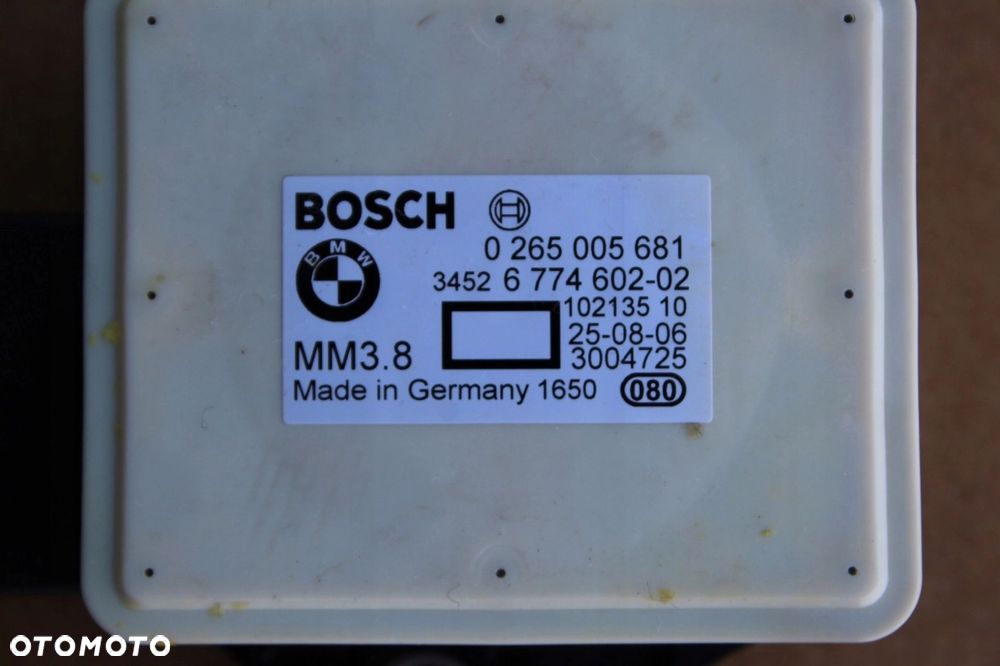 BOSCH
BMW
0 265 005 681
3452 6 774 602-02
102135 10
25-08-06
3004725
MM3.8
Made in Germany 1650 080
OTOMOTO